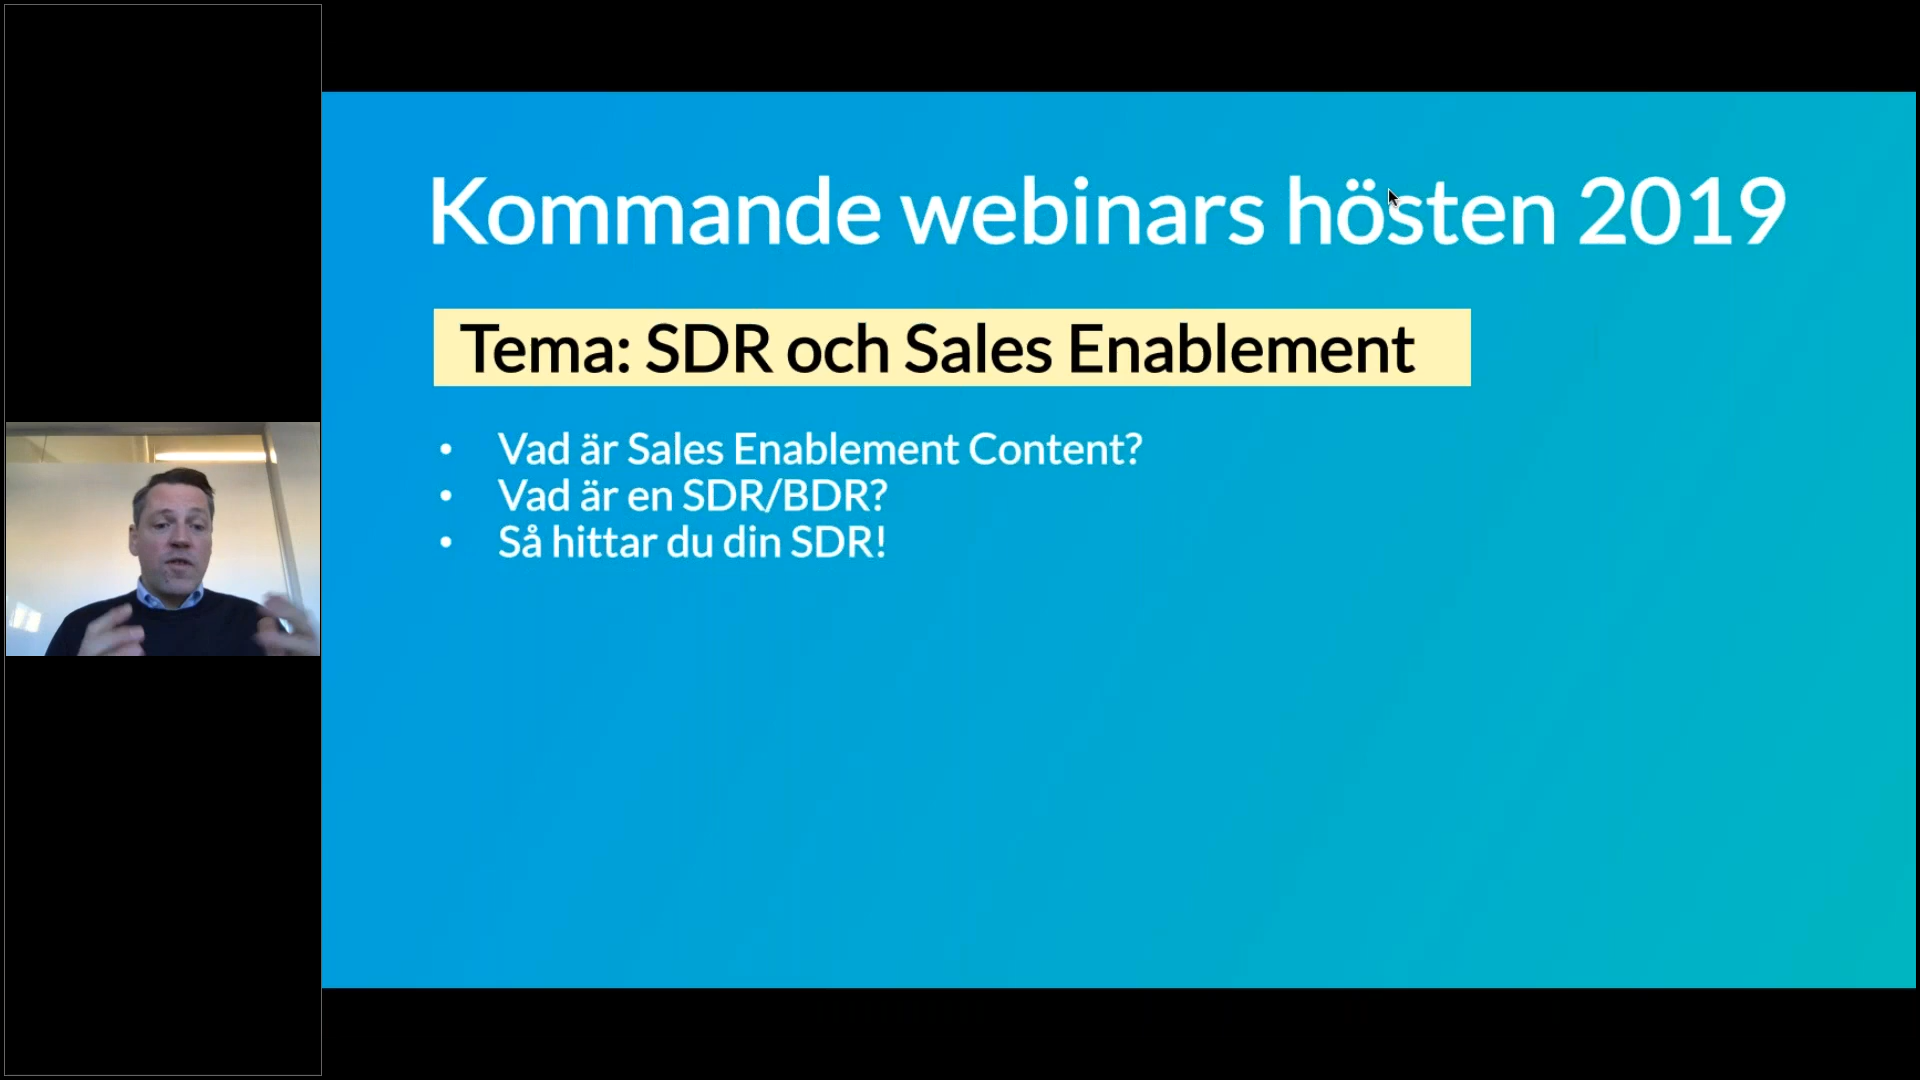 Kommande webinars hösten 2019
Tema: SDR och Sales Enablement
• Vad är Sales Enablement Content?
• Vad är en SDR/BDR?
• Så hittar du din SDR!